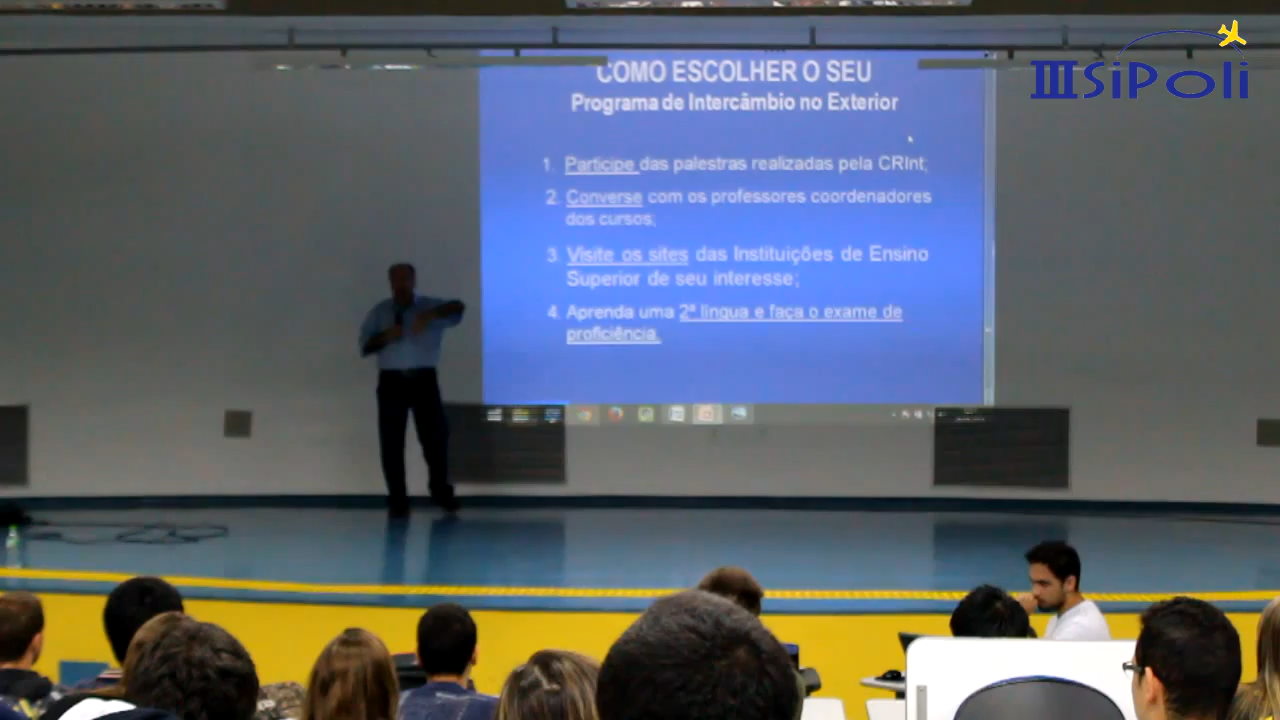 IIISiPoli
COMO ESCOLHER O SEU
Programa de Intercâmbio no Exterior
1. Participe das palestras realizadas pela CRInt;
2. Converse com os professores coordenadores
dos cursos;
3. Visite os sites das Instituições de Ensino
Superior de seu interesse;
4. Aprenda uma 2ª língua e faça o exame de
proficiência.